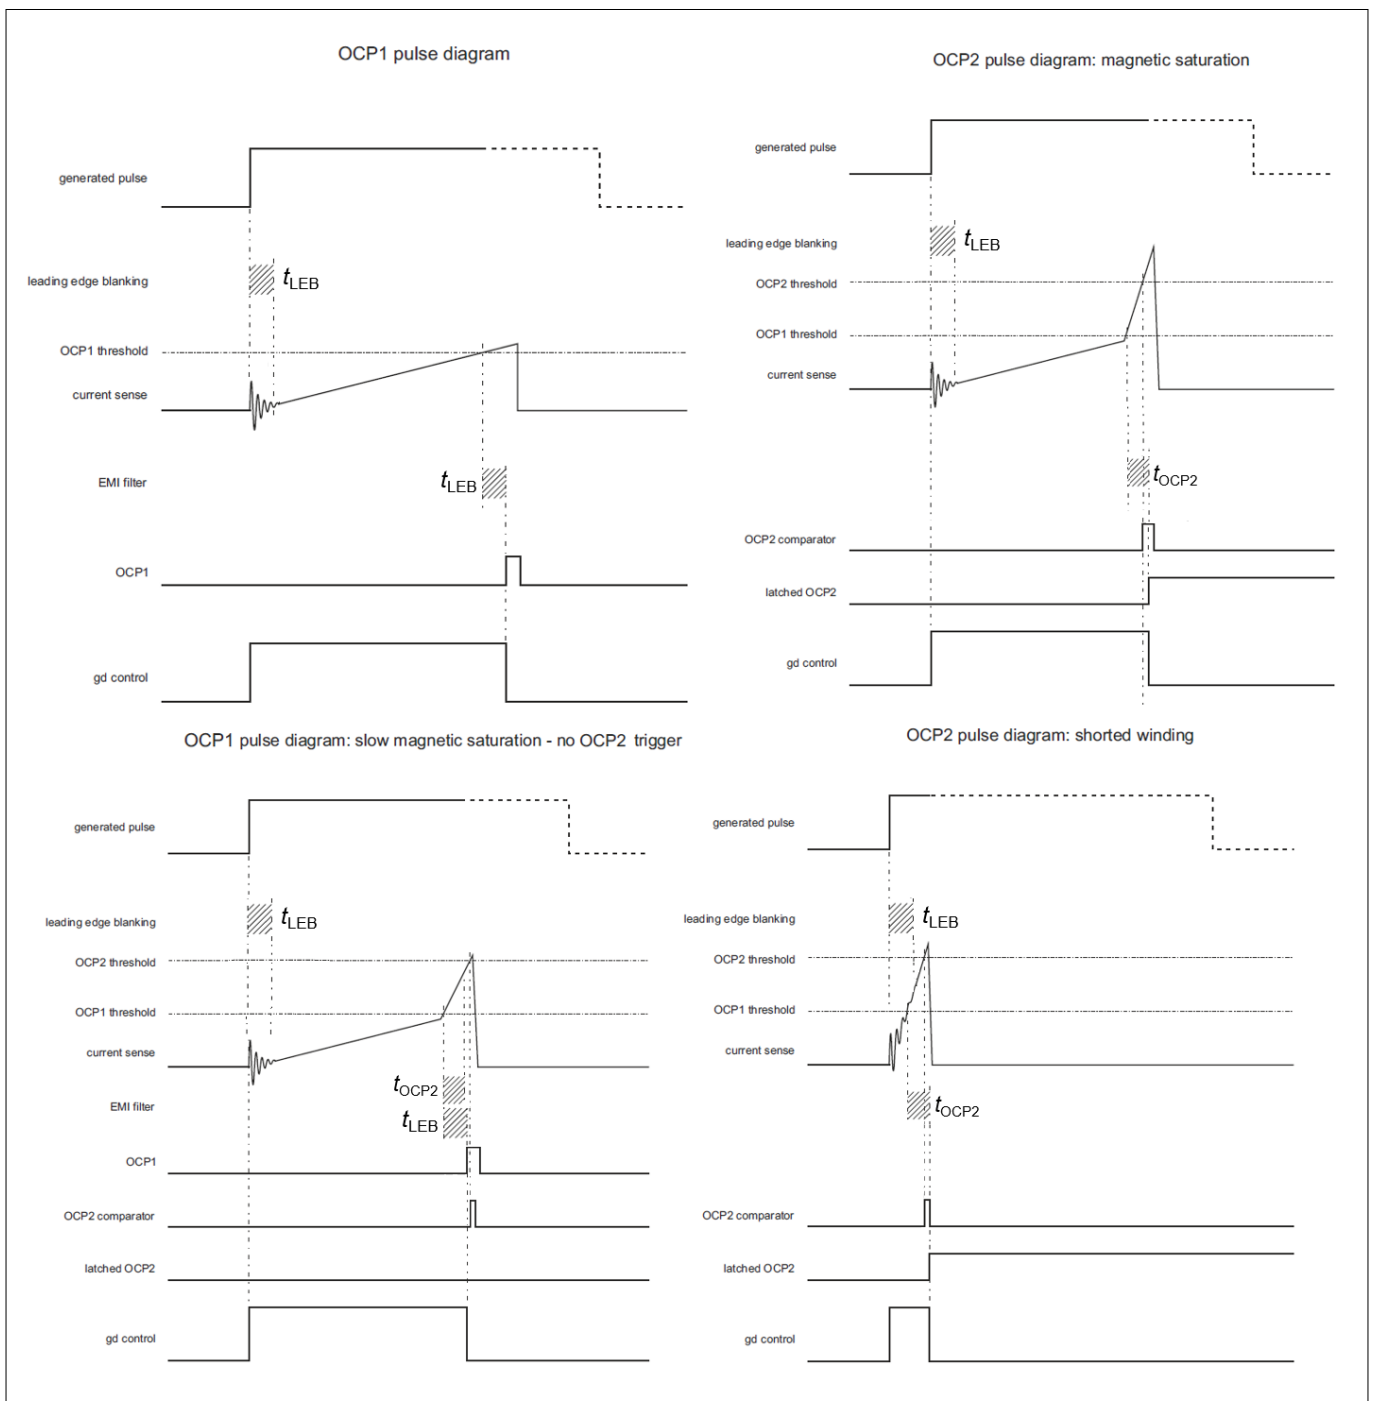 OCP1 pulse diagram
generated pulse
leading edge blanking
tLEB
OCP1 threshold
current sense
EMI filter
tLEB
OCP1
gd control
OCP2 pulse diagram: magnetic saturation
generated pulse
leading edge blanking
tLEB
OCP2 threshold
OCP1 threshold
current sense
tOCP2
OCP2 comparator
latched OCP2
gd control
OCP1 pulse diagram: slow magnetic saturation - no OCP2 trigger
generated pulse
leading edge blanking
tLEB
OCP2 threshold
OCP1 threshold
current sense
tOCP2
EMI filter
tLEB
OCP1
OCP2 comparator
latched OCP2
gd control
OCP2 pulse diagram: shorted winding
generated pulse
leading edge blanking
tLEB
OCP2 threshold
OCP1 threshold
current sense
tOCP2
OCP2 comparator
latched OCP2
gd control